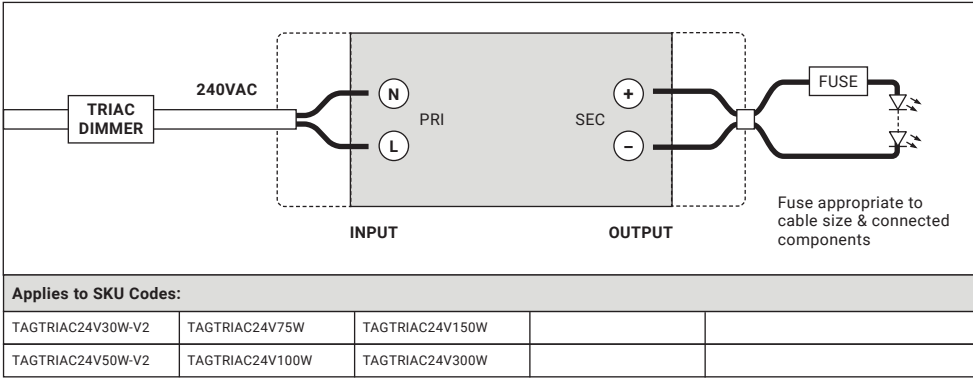 240VAC
TRIAC
DIMMER
N
L
PRI
SEC
+
−
FUSE
INPUT
OUTPUT
Fuse appropriate to
cable size & connected
components
Applies to SKU Codes:
TAGTRIAC24V30W-V2 TAGTRIAC24V75W TAGTRIAC24V150W
TAGTRIAC24V50W-V2 TAGTRIAC24V100W TAGTRIAC24V300W